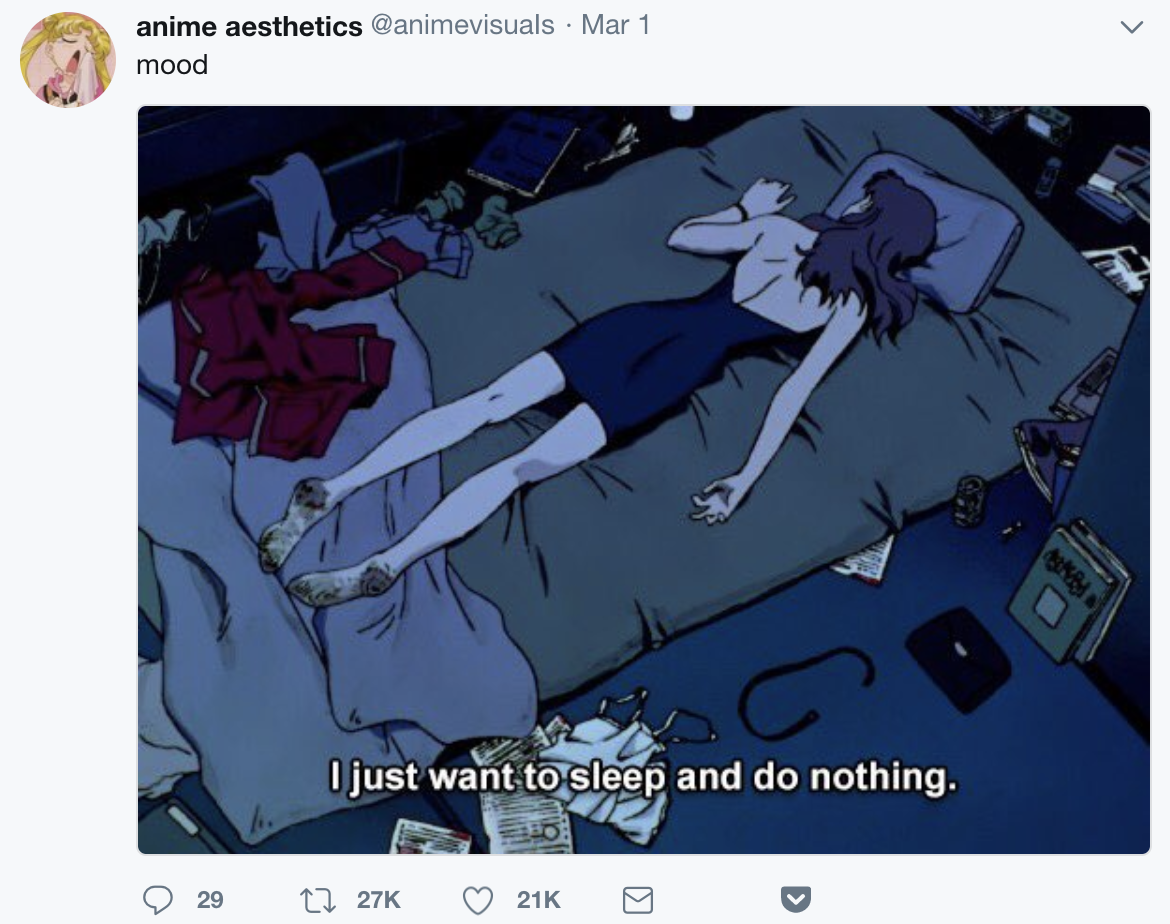 anime aesthetics @animevisuals · Mar 1
mood
I just want to sleep and do nothing.
29 27K 21K